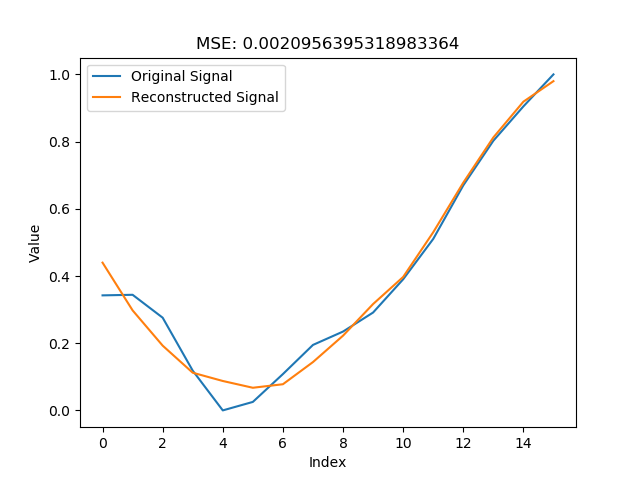 MSE: 0.0020956395318983364
Original Signal
Reconstructed Signal
1.0
0.8
0.6
0.4
0.2
0.0
Value
0 2 4 6 8 10 12 14
Index